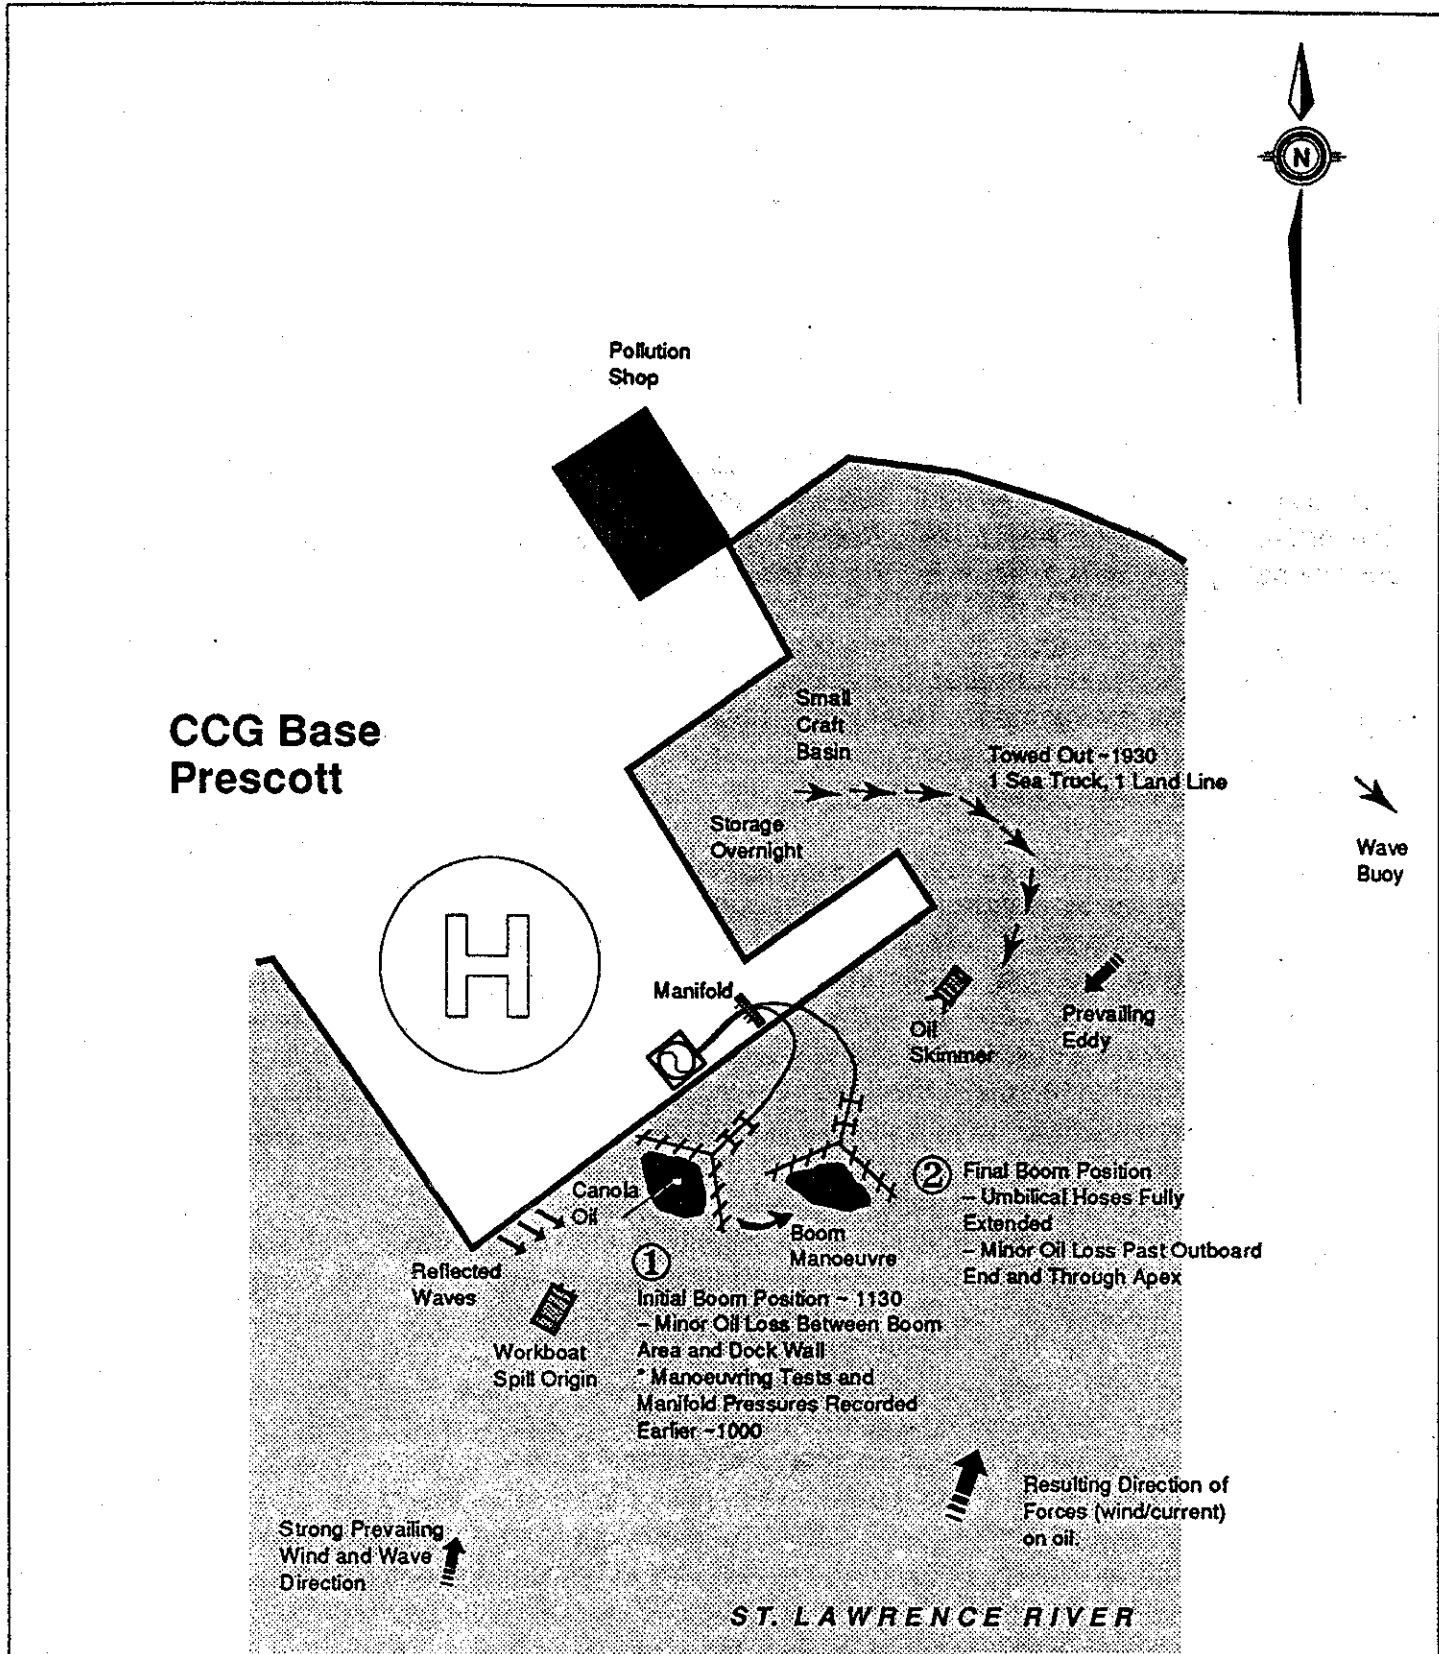 N
Pollution
Shop
CCG Base
Prescott
Small
Craft
Basin
Towed Out ~1930
1 Sea Truck, 1 Land Line
Storage
Overnight
Wave
Buoy
H
Manifold
Oil
Skimmer
Prevailing
Eddy
Canola
Oil
Reflected
Waves
Boom
Manoeuvre
② Final Boom Position
– Umbilical Hoses Fully
Extended
– Minor Oil Loss Past Outboard
End and Through Apex
①
Initial Boom Position ~ 1130
– Minor Oil Loss Between Boom
Area and Dock Wall
* Manoeuvring Tests and
Manifold Pressures Recorded
Earlier ~1000
Workboat
Spill Origin
Resulting Direction of
Forces (wind/current)
on oil.
Strong Prevailing
Wind and Wave
Direction
ST. LAWRENCE RIVER